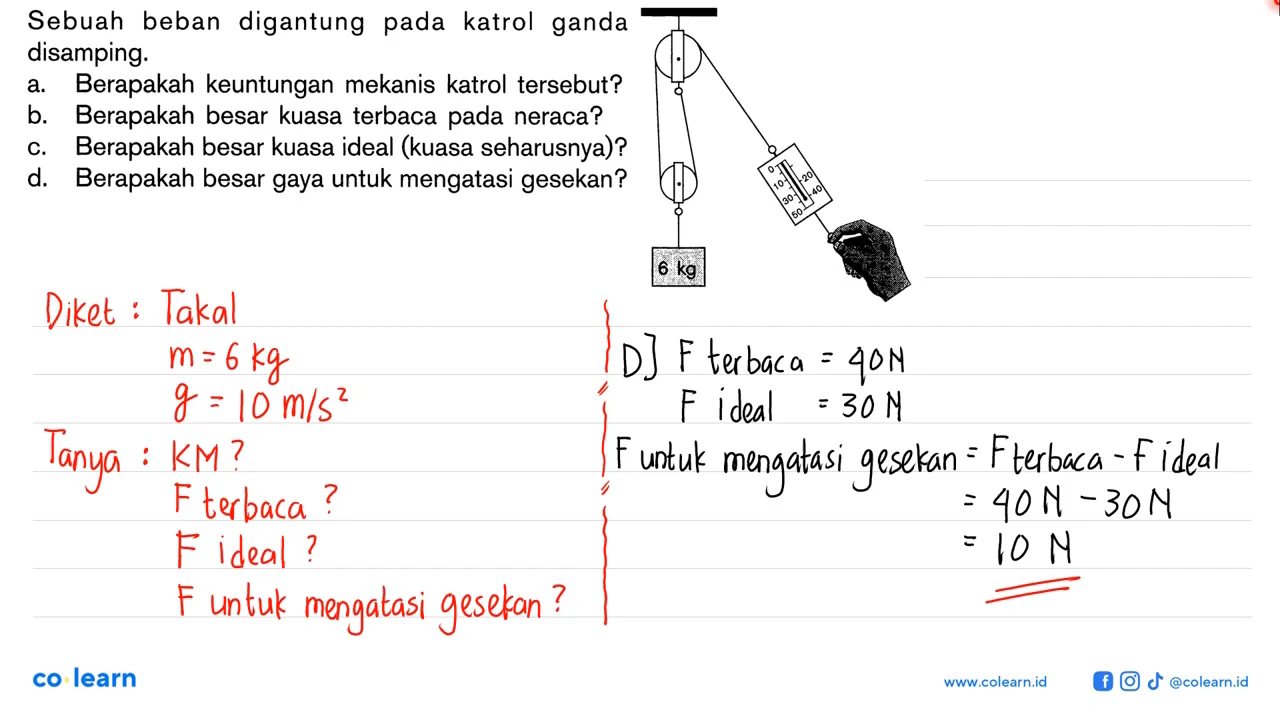 Sebuah beban digantung pada katrol ganda
disamping.
a. Berapakah keuntungan mekanis katrol tersebut?
b. Berapakah besar kuasa terbaca pada neraca?
c. Berapakah besar kuasa ideal (kuasa seharusnya)?
d. Berapakah besar gaya untuk mengatasi gesekan?
0
10
20
30
40
50
6 kg
Diket : Takal
m = 6 kg
g = 10 m/s²
Tanya : KM ?
F terbaca ?
F ideal ?
F untuk mengatasi gesekan ?
D] F terbaca = 40 N
F ideal = 30 N
F untuk mengatasi gesekan = F terbaca - F ideal
= 40 N - 30 N
= 10 N
co learn
www.colearn.id
@colearn.id